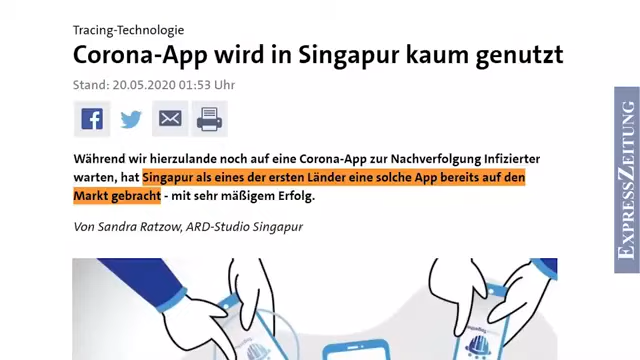 Tracing-Technologie
Corona-App wird in Singapur kaum genutzt
Stand: 20.05.2020 01:53 Uhr
Während wir hierzulande noch auf eine Corona-App zur Nachverfolgung Infizierter
warten, hat Singapur als eines der ersten Länder eine solche App bereits auf den
Markt gebracht - mit sehr mäßigem Erfolg.
Von Sandra Ratzow, ARD-Studio Singapur
EXPRESSZEITUNG